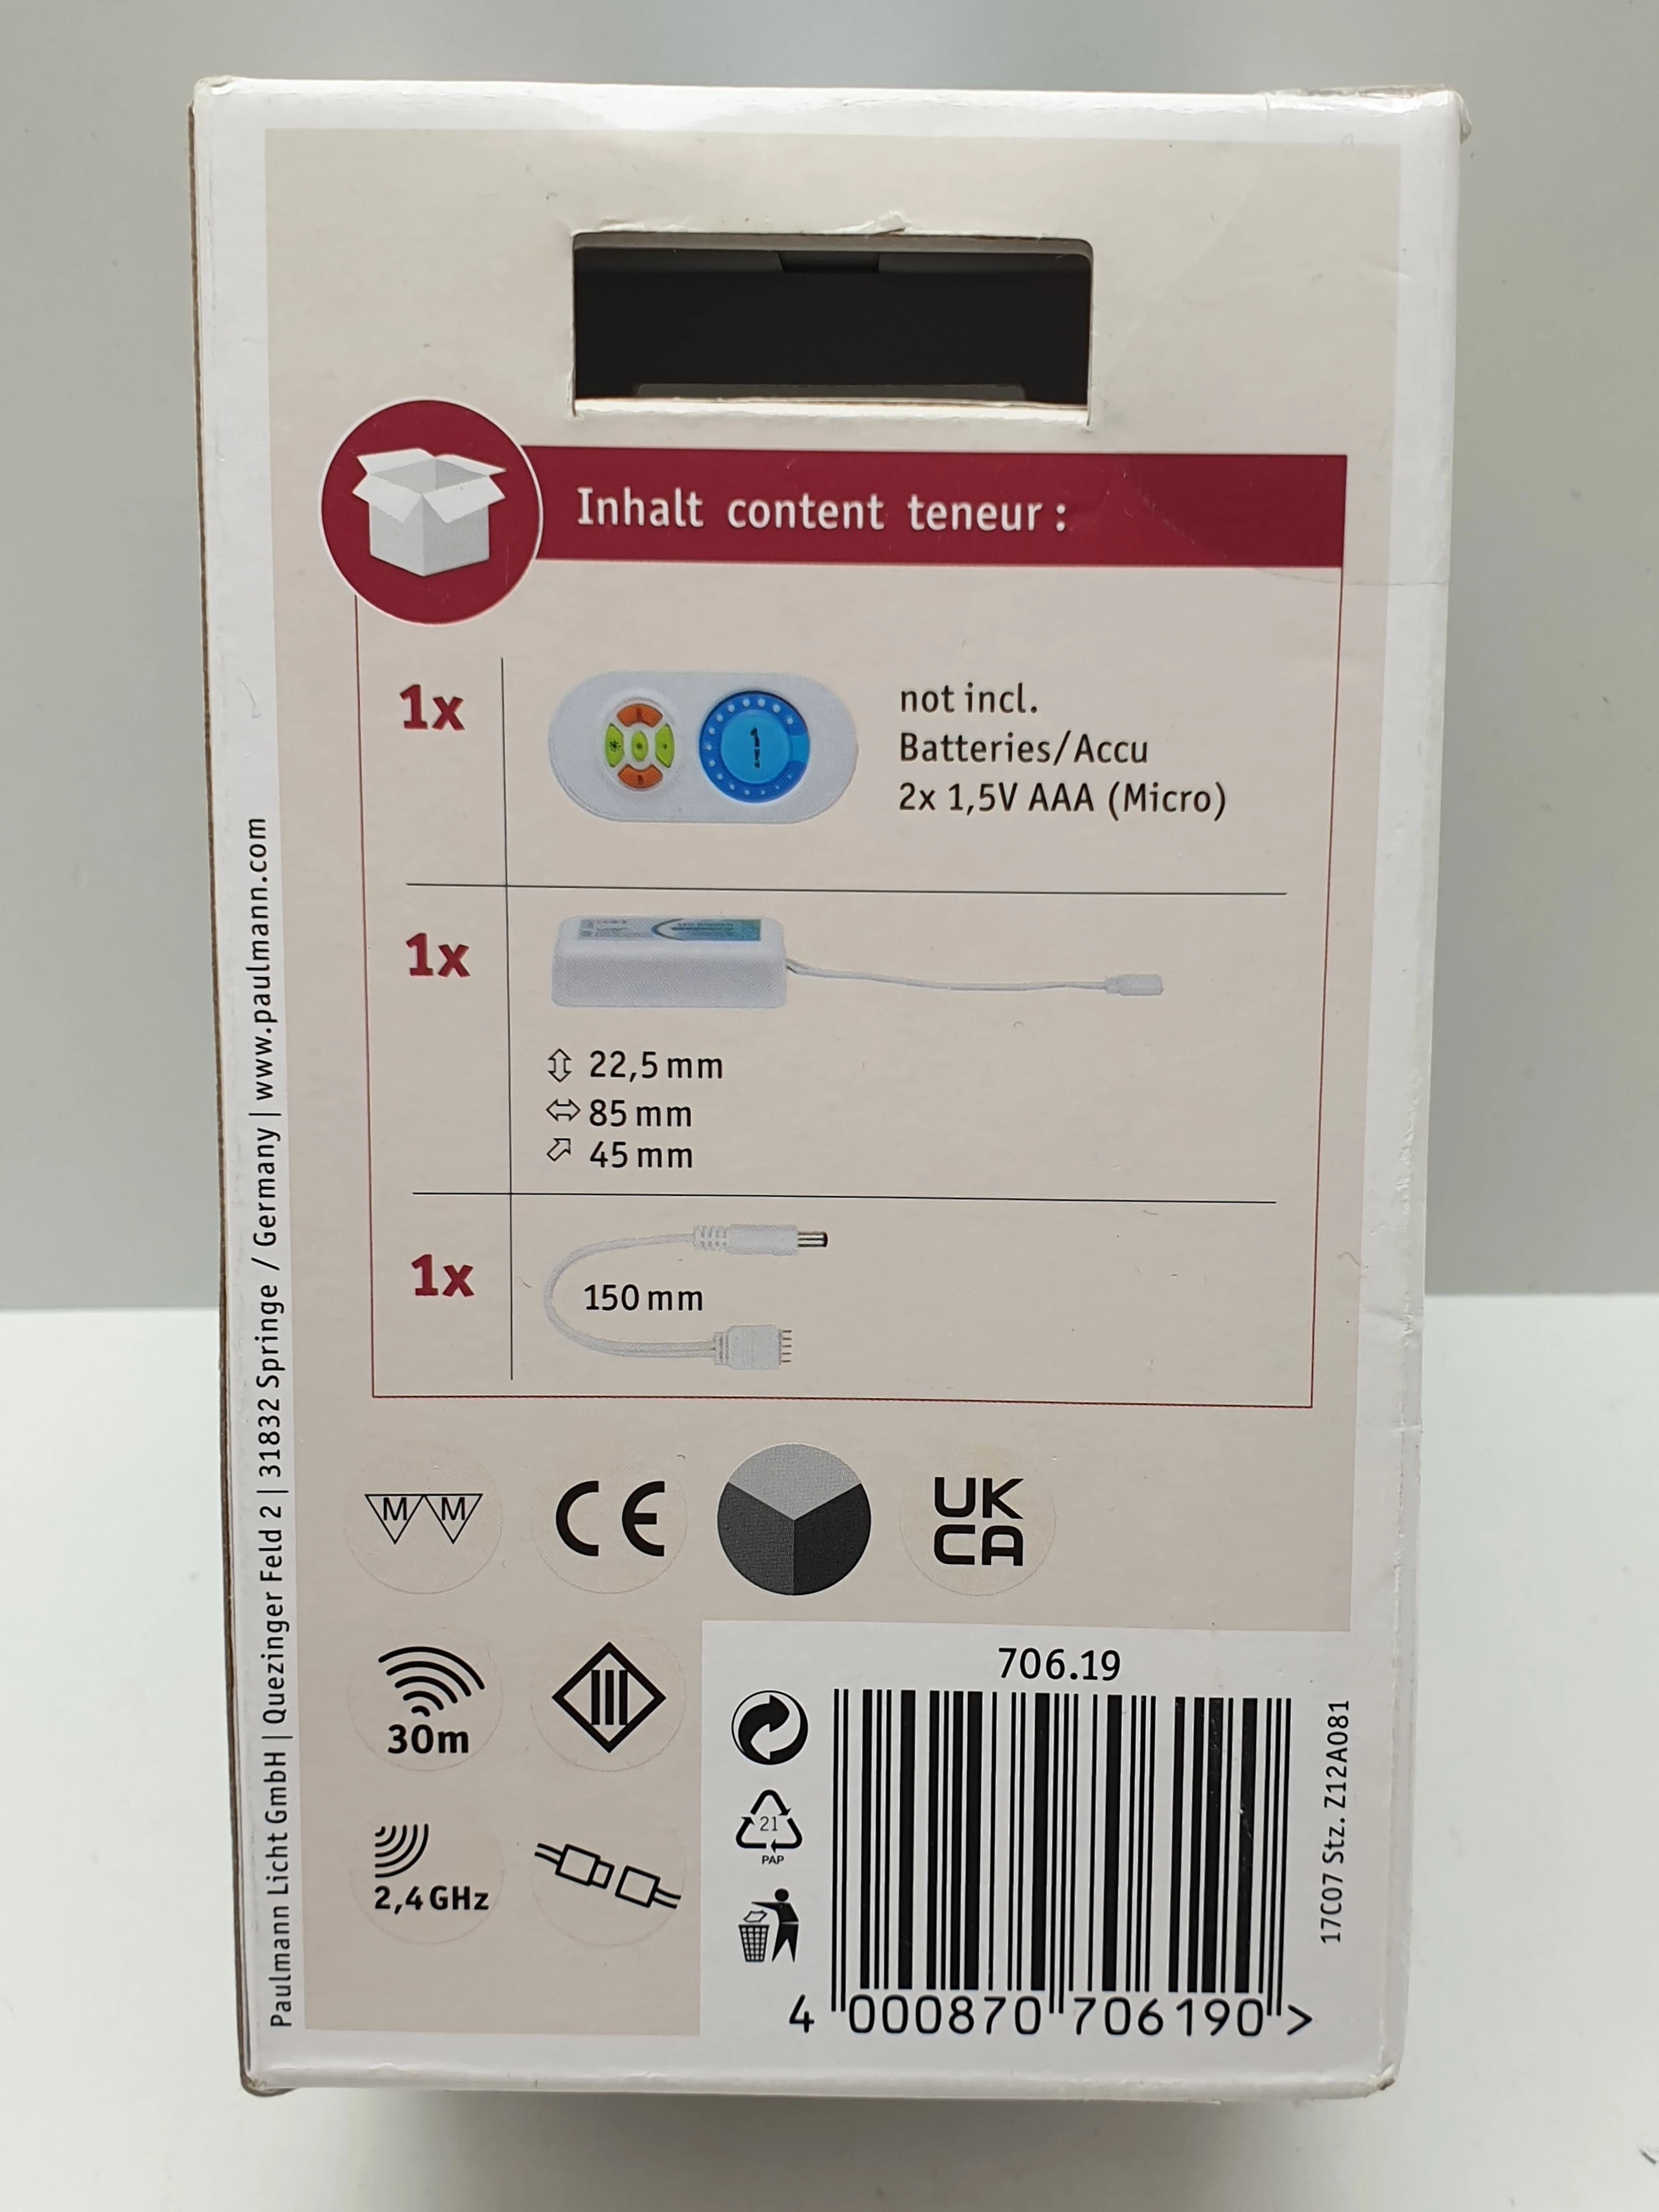 Inhalt content teneur:
1x
not incl.
Batteries/Accu
2x 1,5V AAA (Micro)
1x
22,5 mm
85 mm
45 mm
1x
150 mm
M M
CE
UK
CA
30m
2,4 GHz
706.19
21
PAP
4 000870 706190 >
17C07 Stz. Z12A081
Paulmann Licht GmbH | Quezinger Feld 2 | 31832 Springe / Germany | www.paulmann.com